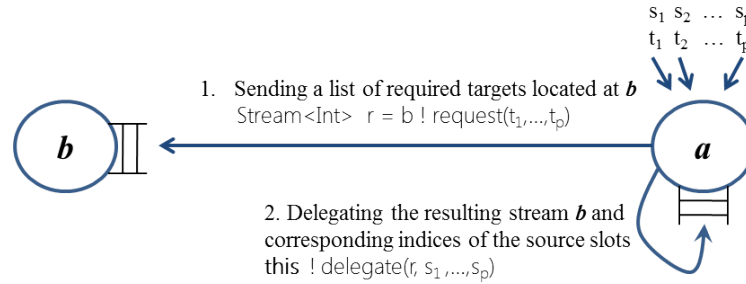 s₁ s₂ … s
t₁ t₂ … t
1. Sending a list of required targets located at b
Stream<Int> r = b ! request(t₁,...,tₚ)
b
a
2. Delegating the resulting stream b and
corresponding indices of the source slots
this ! delegate(r, s₁,...,sₚ)